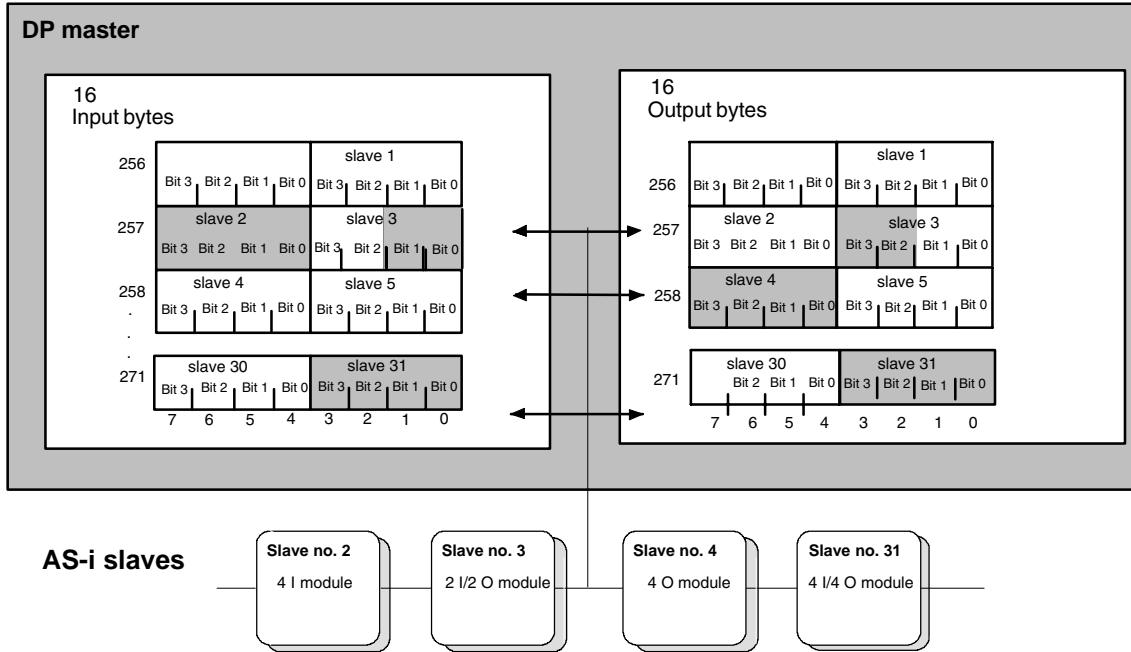 DP master
16
Input bytes
256
slave 1
Bit 3 Bit 2 Bit 1 Bit 0 Bit 3 Bit 2 Bit 1 Bit 0
257
slave 2 slave 3
Bit 3 Bit 2 Bit 1 Bit 0 Bit 3 Bit 2 Bit 1 Bit 0
258
slave 4 slave 5
Bit 3 Bit 2 Bit 1 Bit 0 Bit 3 Bit 2 Bit 1 Bit 0
.
.
.
.
271
slave 30 slave 31
Bit 3 Bit 2 Bit 1 Bit 0 Bit 3 Bit 2 Bit 1 Bit 0
7 6 5 4 3 2 1 0
16
Output bytes
256
slave 1
Bit 3 Bit 2 Bit 1 Bit 0 Bit 3 Bit 2 Bit 1 Bit 0
257
slave 2 slave 3
Bit 3 Bit 2 Bit 1 Bit 0 Bit 3 Bit 2 Bit 1 Bit 0
258
slave 4 slave 5
Bit 3 Bit 2 Bit 1 Bit 0 Bit 3 Bit 2 Bit 1 Bit 0
271
slave 30 slave 31
Bit 2 Bit 1 Bit 0 Bit 3 Bit 2 Bit 1 Bit 0
7 6 5 4 3 2 1 0
AS-i slaves
Slave no. 2
4 I module
Slave no. 3
2 I/2 O module
Slave no. 4
4 O module
Slave no. 31
4 I/4 O module